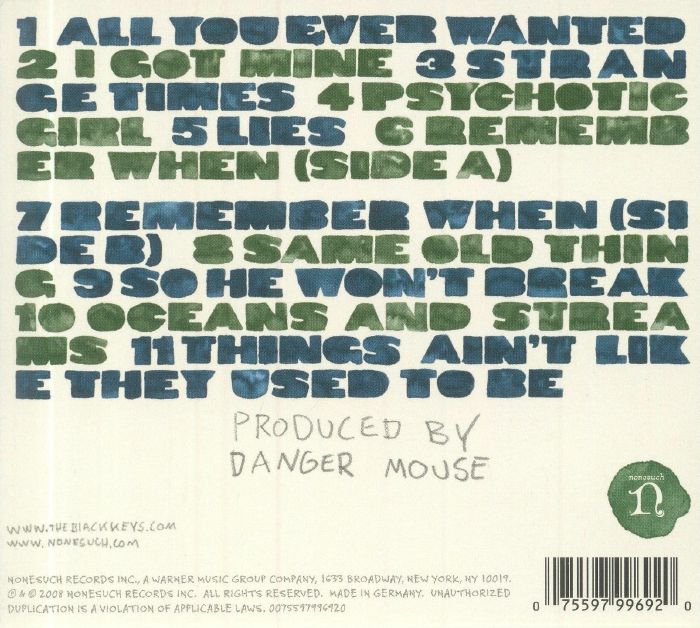 1 ALL YOU EVER WANTED
2 I GOT MINE 3 STRAN
GE TIMES 4 PSYCHOTIC
GIRL 5 LIES 6 REMEMB
ER WHEN (SIDE A)
7 REMEMBER WHEN (SI
DE B) 8 SAME OLD THIN
G 9 SO HE WON'T BREAK
10 OCEANS AND STREA
MS 11 THINGS AIN'T LIK
E THEY USED TO BE
PRODUCED BY
DANGER MOUSE
nonesuch
n
WWW.THEBLACKKEYS.COM
WWW.NONESUCH.COM
NONESUCH RECORDS INC., A WARNER MUSIC GROUP COMPANY, 1633 BROADWAY, NEW YORK, NY 10019.
℗ & © 2008 NONESUCH RECORDS INC. ALL RIGHTS RESERVED. MADE IN GERMANY. UNAUTHORIZED
DUPLICATION IS A VIOLATION OF APPLICABLE LAWS. 0075597996920
0 75597 99692 0